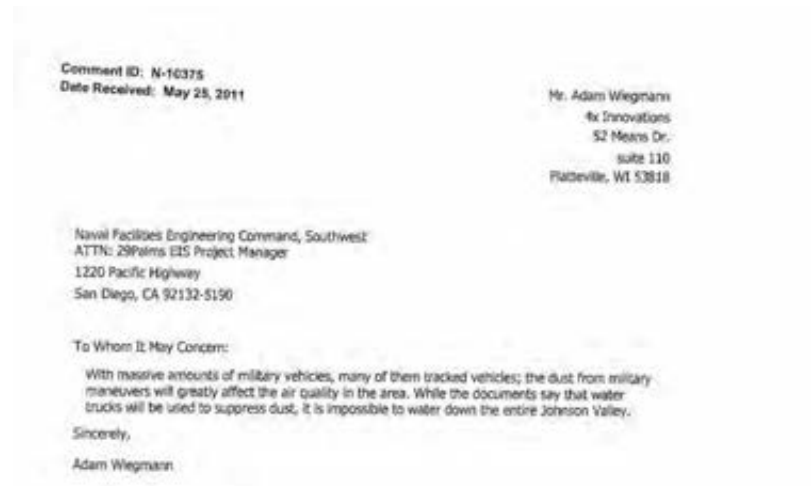 Comment ID: N-10375
Date Received: May 25, 2011
Mr. Adam Wiegmann
4x Innovations
52 Means Dr.
suite 110
Platteville, WI 53818
Naval Facilities Engineering Command, Southwest
ATTN: 29Palms EIS Project Manager
1220 Pacific Highway
San Diego, CA 92132-5190
To Whom It May Concern:
With massive amounts of military vehicles, many of them tracked vehicles; the dust from military
maneuvers will greatly affect the air quality in the area. While the documents say that water
trucks will be used to suppress dust, it is impossible to water down the entire Johnson Valley.
Sincerely,
Adam Wiegmann